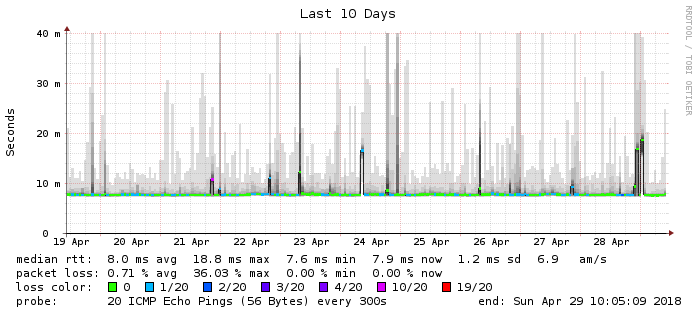 Last 10 Days
RRDTOOL / TOBI OETIKER
Seconds
40 m
30 m
20 m
10 m
0
19 Apr 20 Apr 21 Apr 22 Apr 23 Apr 24 Apr 25 Apr 26 Apr 27 Apr 28 Apr
median rtt: 8.0 ms avg 18.8 ms max 7.6 ms min 7.9 ms now 1.2 ms sd 6.9 am/s
packet loss: 0.71 % avg 36.03 % max 0.00 % min 0.00 % now
loss color: 0 1/20 2/20 3/20 4/20 10/20 19/20
probe: 20 ICMP Echo Pings (56 Bytes) every 300s end: Sun Apr 29 10:05:09 2018